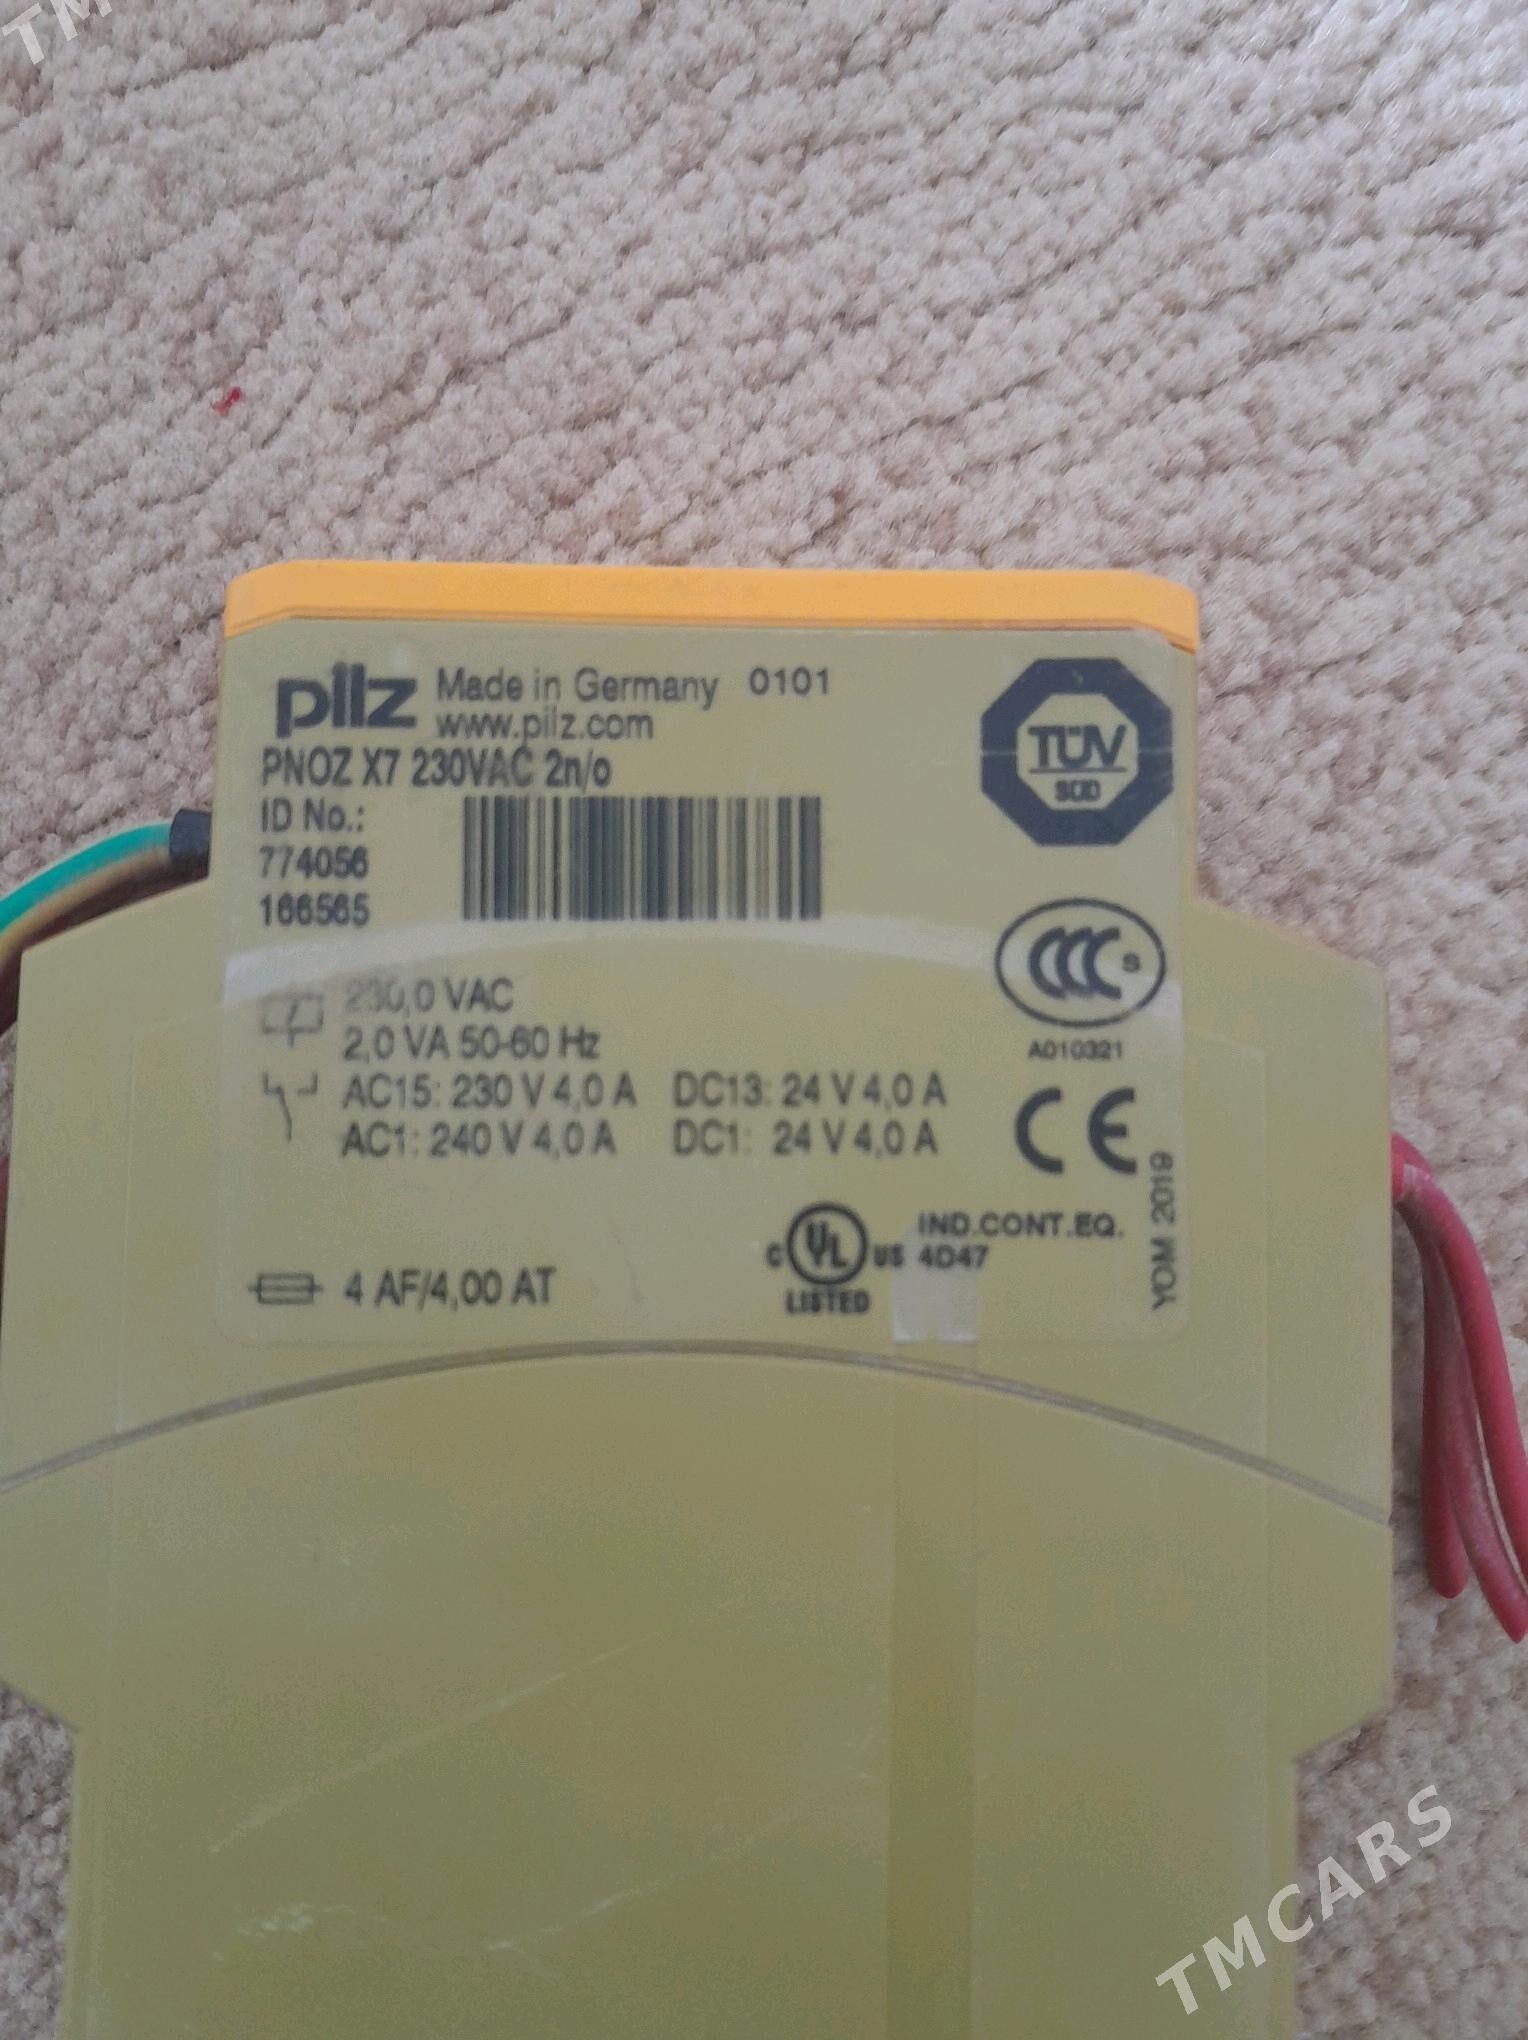 TM
pilz Made in Germany 0101
www.pilz.com
PNOZ X7 230VAC 2n/o
ID No.:
774056
166565
TÜV
SÜD
CCC S
A010321
230,0 VAC
2,0 VA 50-60 Hz
AC15: 230 V 4,0 A DC13: 24 V 4,0 A
AC1: 240 V 4,0 A DC1: 24 V 4,0 A
CE
YOM 2019
C UL US IND.CONT.EQ.
4D47
LISTED
4 AF/4,00 AT
TMCARS